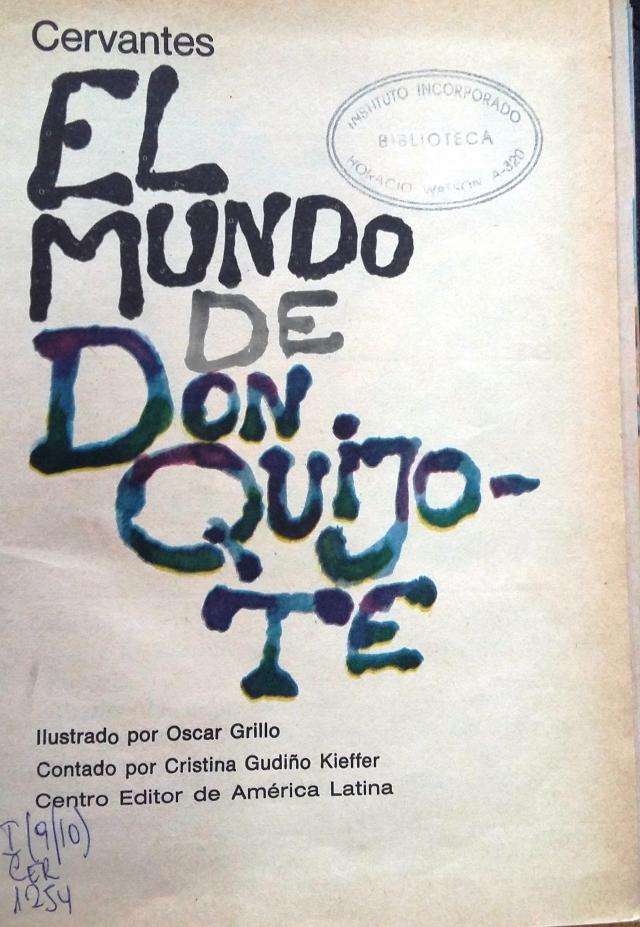 Cervantes
EL
MUNDO
DE
DON
QUIJO-
TE
INSTITUTO INCORPORADO
BIBLIOTECA
HORACIO WATSON A-320
Ilustrado por Oscar Grillo
Contado por Cristina Gudiño Kieffer
Centro Editor de América Latina
I (9/10)
CER
1254